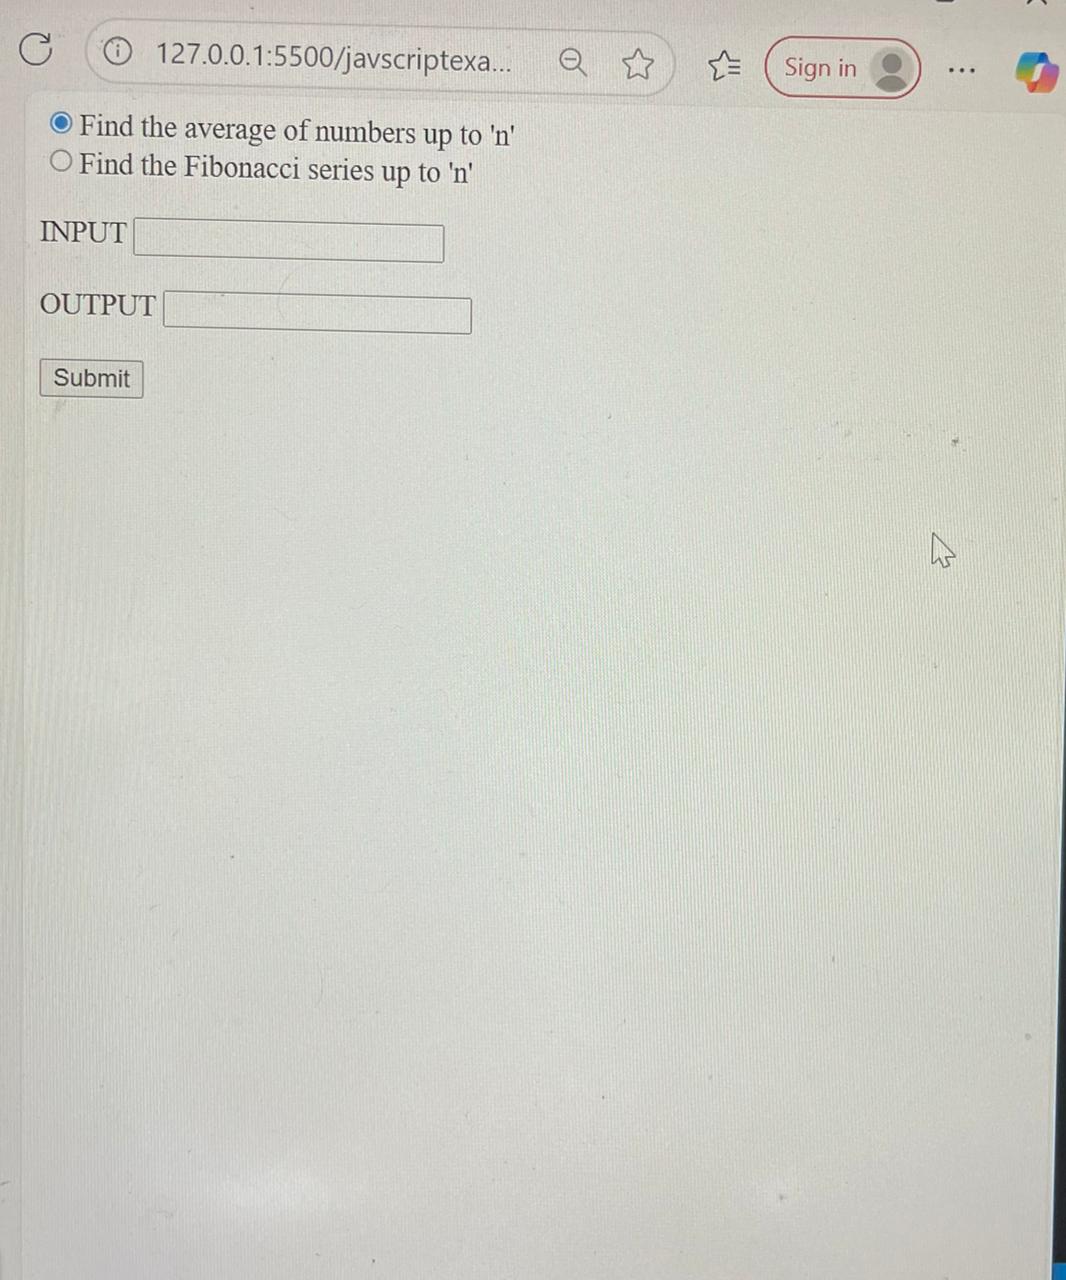 127.0.0.1:5500/javscriptexa...
Sign in
Find the average of numbers up to 'n'
Find the Fibonacci series up to 'n'
INPUT
OUTPUT
Submit